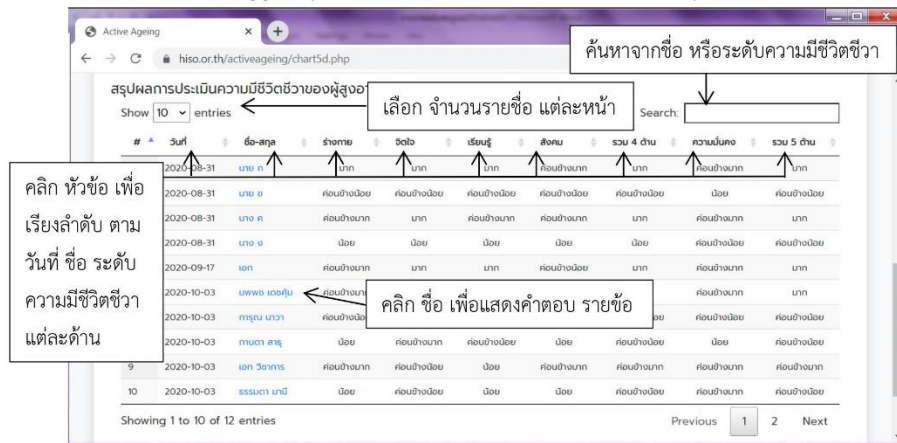 Active Ageing
hiso.or.th/activeageing/chart5d.php
ค้นหาจากชื่อ หรือระดับความมีชีวิตชีวา
สรุปผลการประเมินความมีชีวิตชีวาของผู้สูงอา
Show 10 entries
เลือก จำนวนรายชื่อ แต่ละหน้า
Search:
# วันที่ ชื่อ-สกุล ร่างกาย จิตใจ เรียนรู้ สังคม รวม 4 ด้าน ความมั่นคง รวม 5 ด้าน
2020-08-31 นาย ก มาก มาก มาก ค่อนข้างมาก มาก ค่อนข้างมาก มาก
2020-08-31 นาย ข ค่อนข้างน้อย ค่อนข้างน้อย ค่อนข้างน้อย ค่อนข้างน้อย ค่อนข้างน้อย น้อย ค่อนข้างน้อย
2020-08-31 นาง ค ค่อนข้างมาก มาก ค่อนข้างมาก ค่อนข้างมาก มาก ค่อนข้างมาก มาก
2020-08-31 นาง ง น้อย น้อย น้อย น้อย น้อย ค่อนข้างน้อย ค่อนข้างน้อย
2020-09-17 เอก ค่อนข้างมาก มาก มาก ค่อนข้างน้อย มาก ค่อนข้างมาก มาก
2020-10-03 นพพช เดชคุ้ม ค่อนข้างมาก ค่อนข้างมาก มาก
2020-10-03 การุณ นาวา ค่อนข้างน้อย ค่อนข้างน้อย ค่อนข้างน้อย
2020-10-03 กานดา สาธุ น้อย ค่อนข้างมาก ค่อนข้างน้อย น้อย ค่อนข้างน้อย น้อย ค่อนข้างน้อย
9 2020-10-03 เอก วิชาการ ค่อนข้างมาก ค่อนข้างน้อย น้อย ค่อนข้างมาก ค่อนข้างมาก ค่อนข้างมาก ค่อนข้างมาก
10 2020-10-03 ธรรมดา มานี น้อย ค่อนข้างน้อย น้อย น้อย ค่อนข้างน้อย ค่อนข้างมาก ค่อนข้างน้อย
คลิก หัวข้อ เพื่อ
เรียงลำดับ ตาม
วันที่ ชื่อ ระดับ
ความมีชีวิตชีวา
แต่ละด้าน
คลิก ชื่อ เพื่อแสดงคำตอบ รายข้อ
Showing 1 to 10 of 12 entries
Previous 1 2 Next